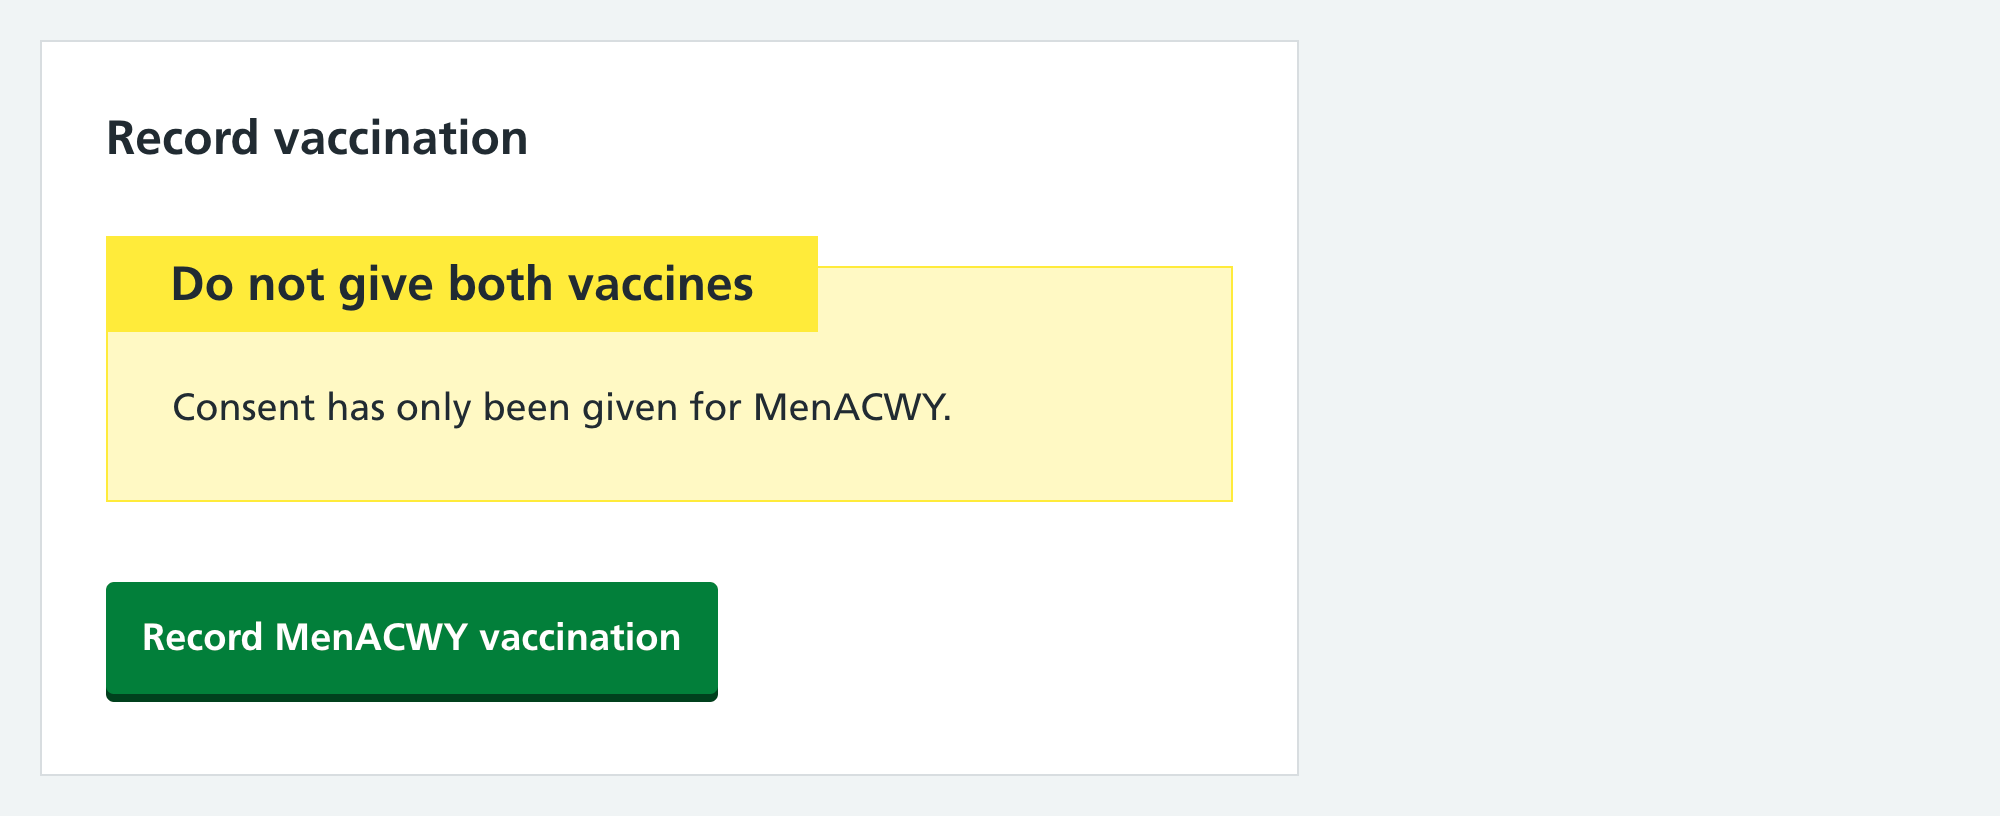 Record vaccination
Do not give both vaccines
Consent has only been given for MenACWY.
Record MenACWY vaccination